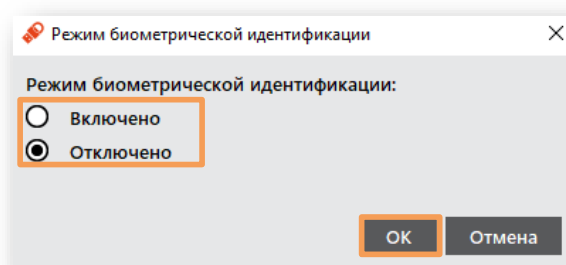 Режим биометрической идентификации
Режим биометрической идентификации:
Включено
Отключено
ОК Отмена